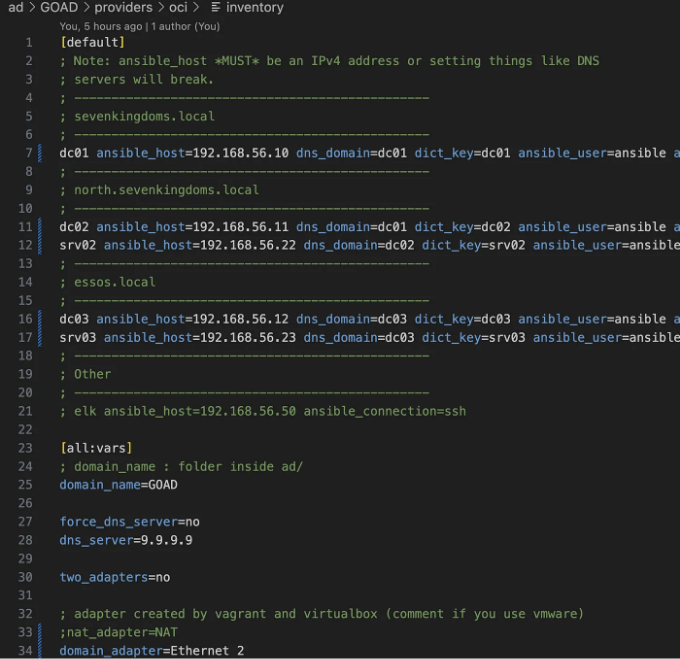 ad > GOAD > providers > oci > inventory
You, 5 hours ago | 1 author (You)
1 [default]
2 ; Note: ansible_host *MUST* be an IPv4 address or setting things like DNS
3 ; servers will break.
4 ; ------------------------------------------------
5 ; sevenkingdoms.local
6 ; ------------------------------------------------
7 dc01 ansible_host=192.168.56.10 dns_domain=dc01 dict_key=dc01 ansible_user=ansible a
8 ; ------------------------------------------------
9 ; north.sevenkingdoms.local
10 ; ------------------------------------------------
11 dc02 ansible_host=192.168.56.11 dns_domain=dc01 dict_key=dc02 ansible_user=ansible a
12 srv02 ansible_host=192.168.56.22 dns_domain=dc02 dict_key=srv02 ansible_user=ansible
13 ; ------------------------------------------------
14 ; essos.local
15 ; ------------------------------------------------
16 dc03 ansible_host=192.168.56.12 dns_domain=dc03 dict_key=dc03 ansible_user=ansible a
17 srv03 ansible_host=192.168.56.23 dns_domain=dc03 dict_key=srv03 ansible_user=ansible
18 ; ------------------------------------------------
19 ; Other
20 ; ------------------------------------------------
21 ; elk ansible_host=192.168.56.50 ansible_connection=ssh
22
23 [all:vars]
24 ; domain_name : folder inside ad/
25 domain_name=GOAD
26
27 force_dns_server=no
28 dns_server=9.9.9.9
29
30 two_adapters=no
31
32 ; adapter created by vagrant and virtualbox (comment if you use vmware)
33 ;nat_adapter=NAT
34 domain_adapter=Ethernet 2